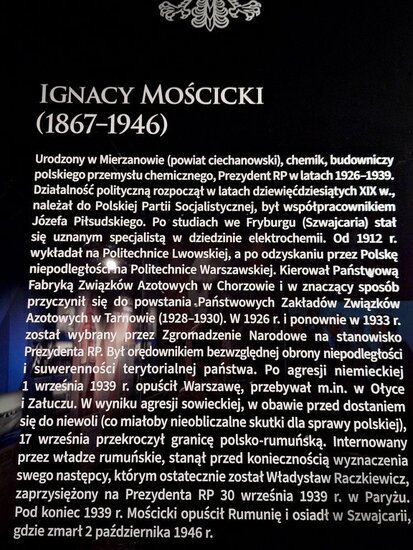 IGNACY MOŚCICKI
(1867–1946)
Urodzony w Mierzanowie (powiat ciechanowski), chemik, budowniczy
polskiego przemysłu chemicznego, Prezydent RP w latach 1926–1939.
Działalność polityczną rozpoczął w latach dziewięćdziesiątych XIX w.,
należał do Polskiej Partii Socjalistycznej, był współpracownikiem
Józefa Piłsudskiego. Po studiach we Fryburgu (Szwajcaria) stał
się uznanym specjalistą w dziedzinie elektrochemii. Od 1912 r.
wykładał na Politechnice Lwowskiej, a po odzyskaniu przez Polskę
niepodległości na Politechnice Warszawskiej. Kierował Państwową
Fabryką Związków Azotowych w Chorzowie i w znaczący sposób
przyczynił się do powstania Państwowych Zakładów Związków
Azotowych w Tarnowie (1928–1930). W 1926 r. i ponownie w 1933 r.
został wybrany przez Zgromadzenie Narodowe na stanowisko
Prezydenta RP. Był orędownikiem bezwzględnej obrony niepodległości
i suwerenności terytorialnej państwa. Po agresji niemieckiej
1 września 1939 r. opuścił Warszawę, przebywał m.in. w Ołyce
i Załuczu. W wyniku agresji sowieckiej, w obawie przed dostaniem
się do niewoli (co miałoby nieobliczalne skutki dla sprawy polskiej),
17 września przekroczył granicę polsko-rumuńską. Internowany
przez władze rumuńskie, stanął przed koniecznością wyznaczenia
swego następcy, którym ostatecznie został Władysław Raczkiewicz,
zaprzysiężony na Prezydenta RP 30 września 1939 r. w Paryżu.
Pod koniec 1939 r. Mościcki opuścił Rumunię i osiadł w Szwajcarii,
gdzie zmarł 2 października 1946 r.